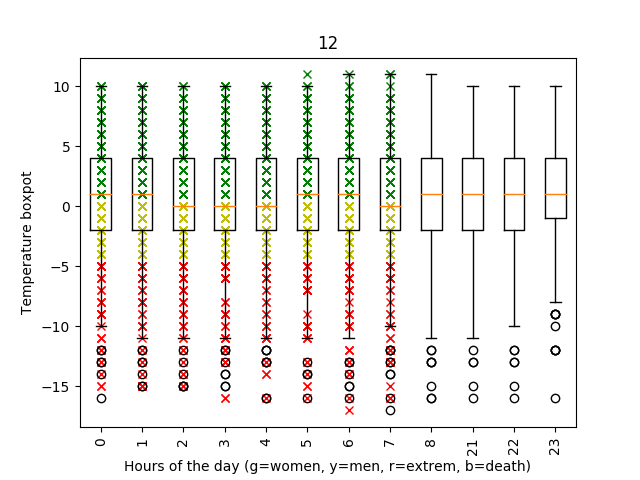 12
10
5
0
−5
−10
−15
Temperature boxpot
0 1 2 3 4 5 6 7 8 21 22 23
Hours of the day (g=women, y=men, r=extrem, b=death)